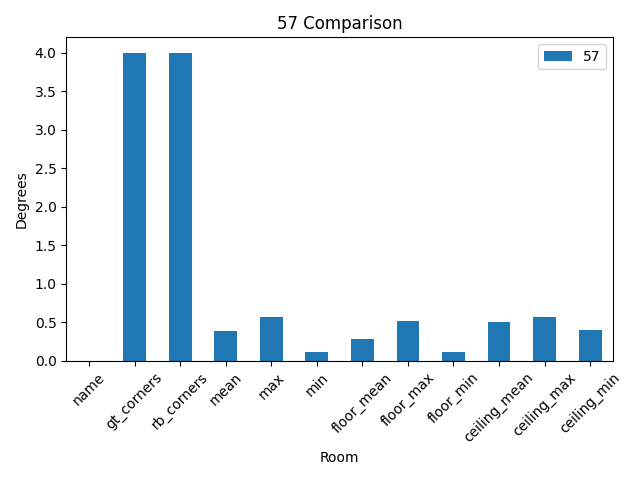 57 Comparison
57
Degrees
4.0
3.5
3.0
2.5
2.0
1.5
1.0
0.5
0.0
name
gt_corners
rb_corners
mean
max
min
floor_mean
floor_max
floor_min
ceiling_mean
ceiling_max
ceiling_min
Room